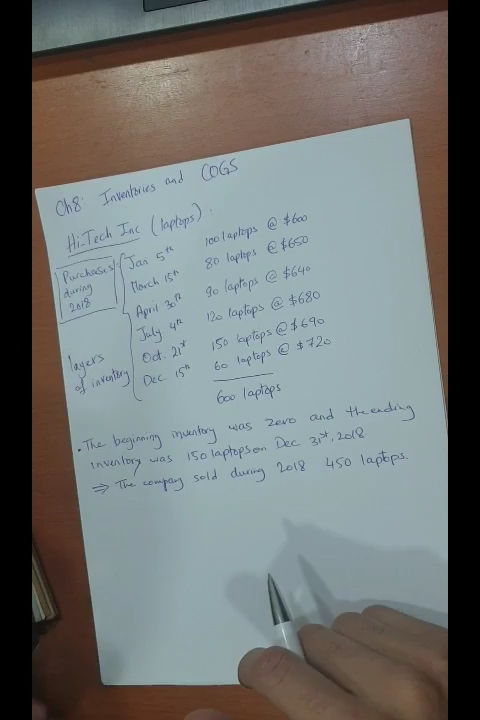 Ch8: Inventories and COGS
Hi-Tech Inc (laptops):
Purchases during 2018
Jan 5th 100 laptops @ $600
March 15th 80 laptops @ $650
April 30th 90 laptops @ $640
July 4th 120 laptops @ $680
Oct. 21st 150 laptops @ $690
Dec. 15th 60 laptops @ $720
layers of inventory
600 laptops
• The beginning inventory was zero and the ending
inventory was 150 laptops on Dec 31st, 2018
⇒ The company sold during 2018 450 laptops.